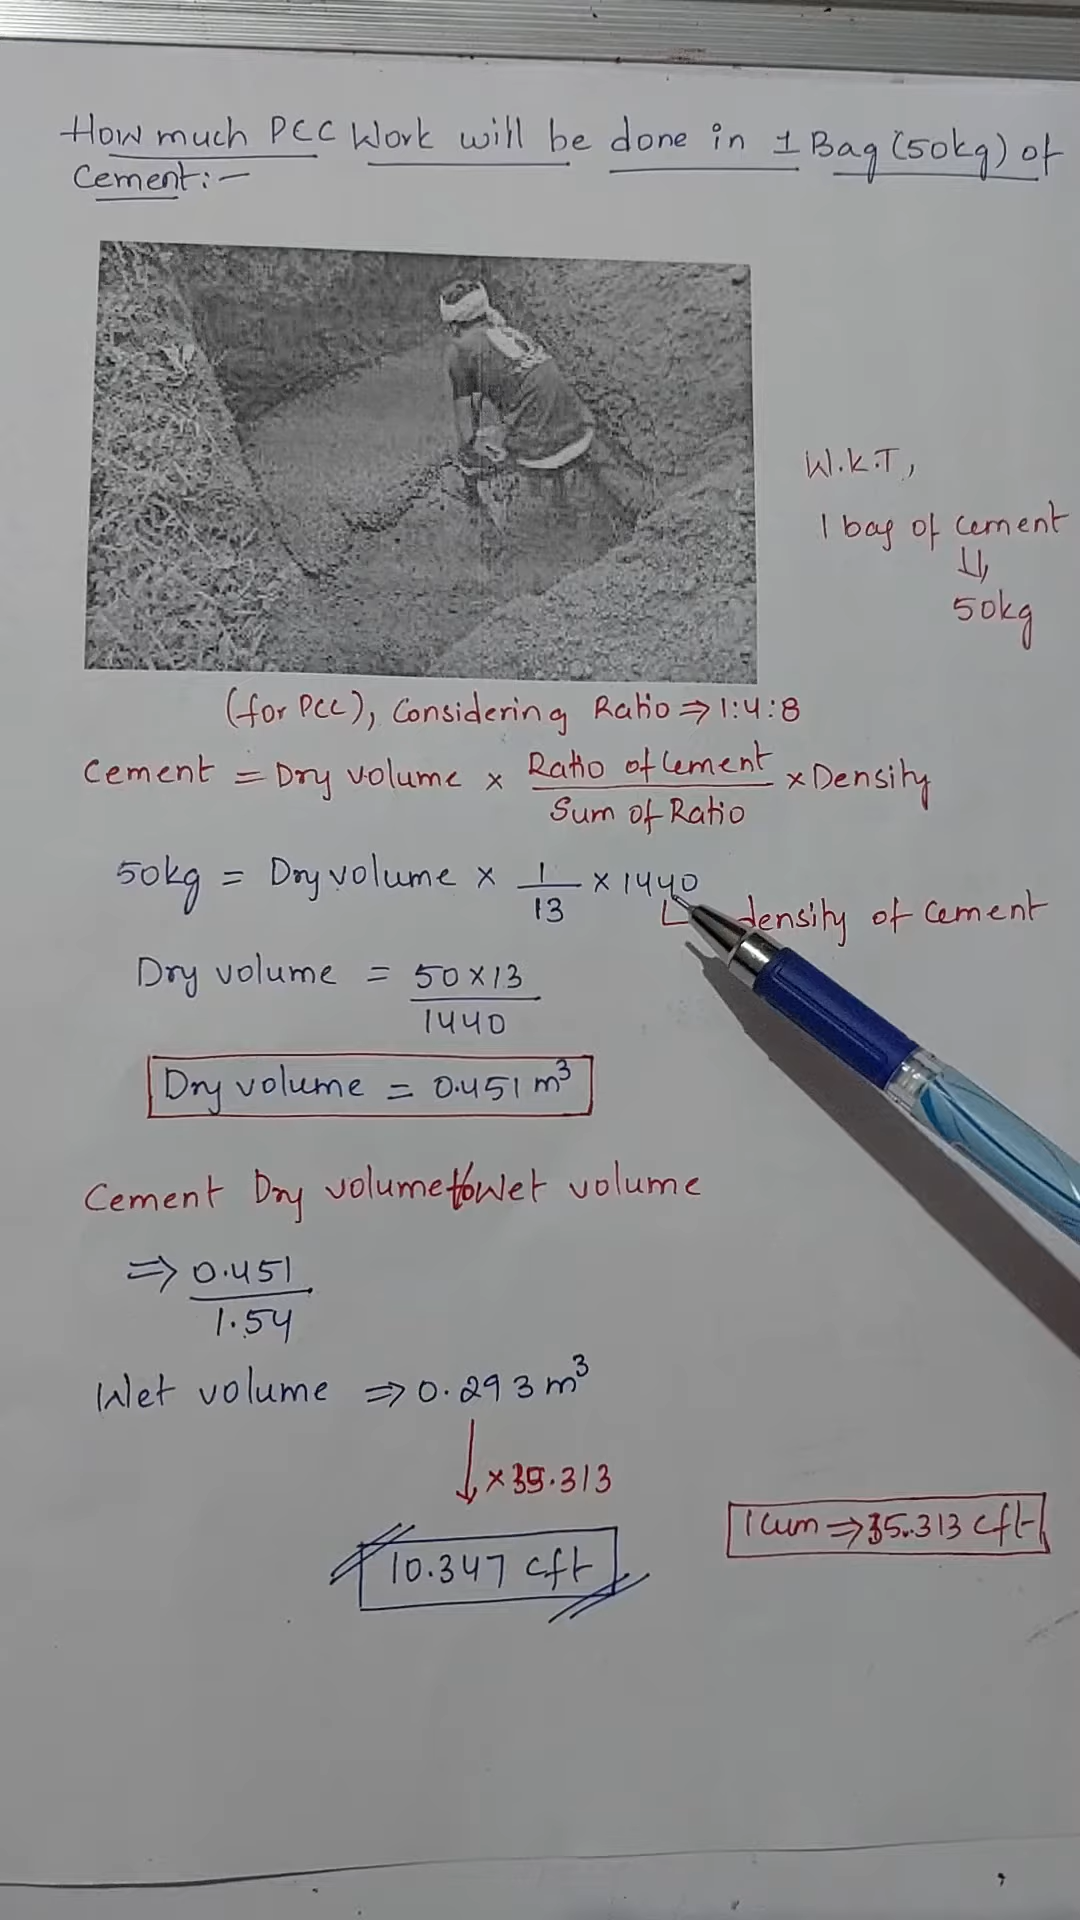 How much PCC Work will be done in 1 Bag (50kg) of
Cement:-
W.K.T,
1 bag of cement
⇓
50kg
(for PCC), Considering Ratio ⇒ 1:4:8
Cement = Dry volume × Ratio of Cement / Sum of Ratio × Density
50kg = Dry volume × 1/13 × 1440
density of cement
Dry volume = 50×13 / 1440
Dry volume = 0.451 m³
Cement Dry volume to Wet volume
⇒ 0.451 / 1.54
Wet volume ⇒ 0.293 m³
↓ ×35.313
1 cum ⇒ 35.313 cft
10.347 cft